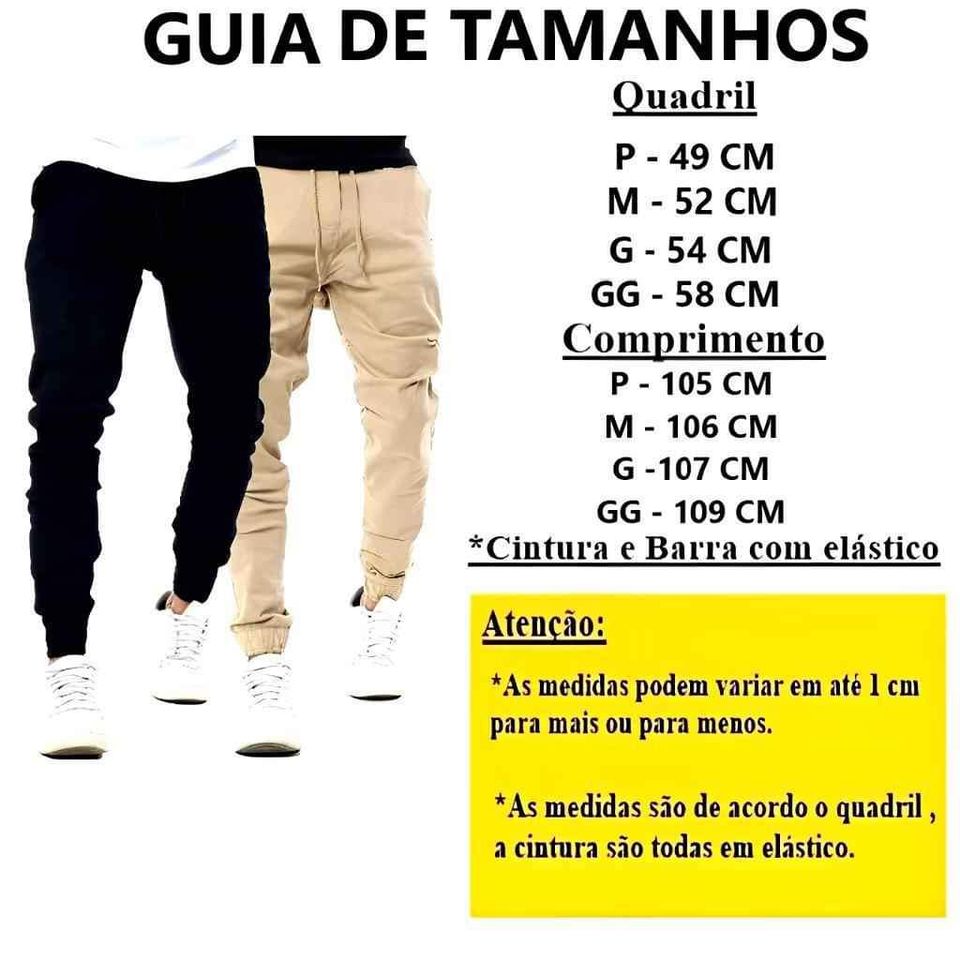 GUIA DE TAMANHOS
Quadril
P - 49 CM
M - 52 CM
G - 54 CM
GG - 58 CM
Comprimento
P - 105 CM
M - 106 CM
G -107 CM
GG - 109 CM
*Cintura e Barra com elástico
Atenção:
*As medidas podem variar em até 1 cm
para mais ou para menos.
*As medidas são de acordo o quadril ,
a cintura são todas em elástico.